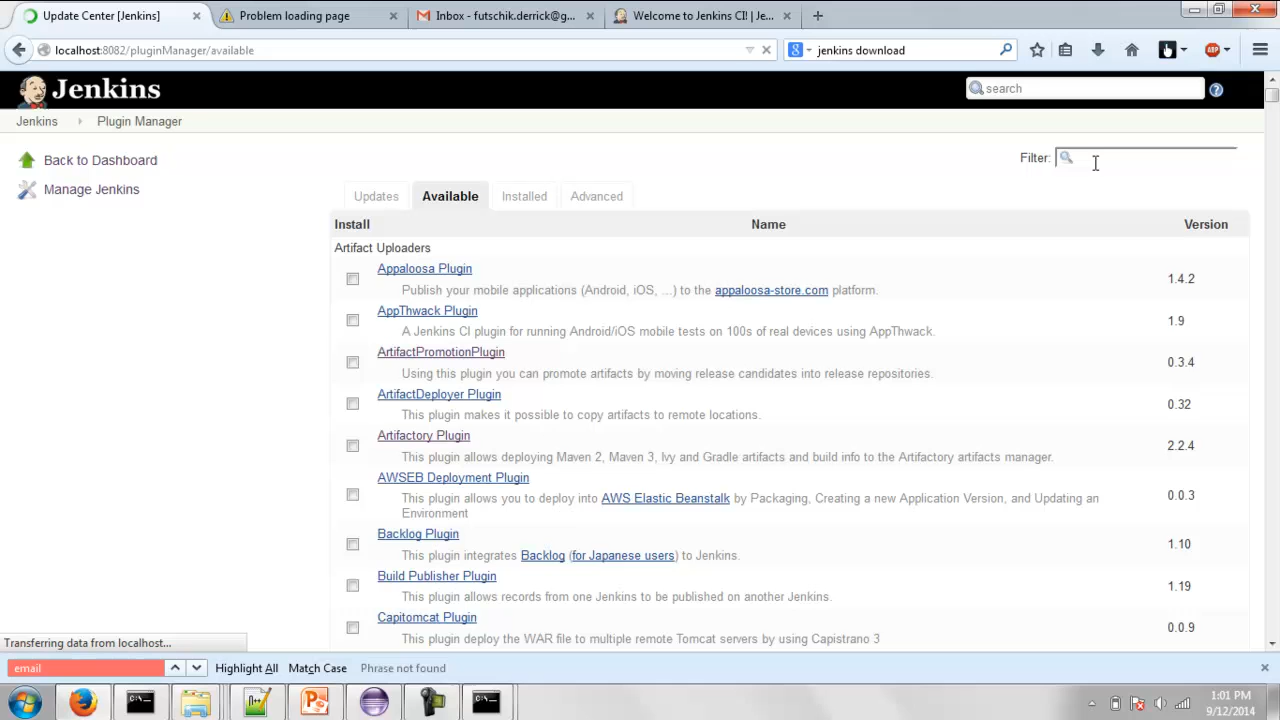 Update Center [Jenkins]
Problem loading page
Inbox - futschik.derrick@g...
Welcome to Jenkins CI! | Je...
localhost:8082/pluginManager/available
jenkins download
ABP
Jenkins
search
Jenkins
Plugin Manager
Back to Dashboard
Manage Jenkins
Filter:
Updates
Available
Installed
Advanced
Install
Name
Version
Artifact Uploaders
Appaloosa Plugin
Publish your mobile applications (Android, iOS, ...) to the appaloosa-store.com platform.
1.4.2
AppThwack Plugin
A Jenkins CI plugin for running Android/iOS mobile tests on 100s of real devices using AppThwack.
1.9
ArtifactPromotionPlugin
Using this plugin you can promote artifacts by moving release candidates into release repositories.
0.3.4
ArtifactDeployer Plugin
This plugin makes it possible to copy artifacts to remote locations.
0.32
Artifactory Plugin
This plugin allows deploying Maven 2, Maven 3, Ivy and Gradle artifacts and build info to the Artifactory artifacts manager.
2.2.4
AWSEB Deployment Plugin
This plugin allows you to deploy into AWS Elastic Beanstalk by Packaging, Creating a new Application Version, and Updating an
Environment
0.0.3
Backlog Plugin
This plugin integrates Backlog (for Japanese users) to Jenkins.
1.10
Build Publisher Plugin
This plugin allows records from one Jenkins to be published on another Jenkins.
1.19
Capitomcat Plugin
This plugin deploy the WAR file to multiple remote Tomcat servers by using Capistrano 3
0.0.9
Transferring data from localhost...
email
Highlight All
Match Case
Phrase not found
1:01 PM
9/12/2014